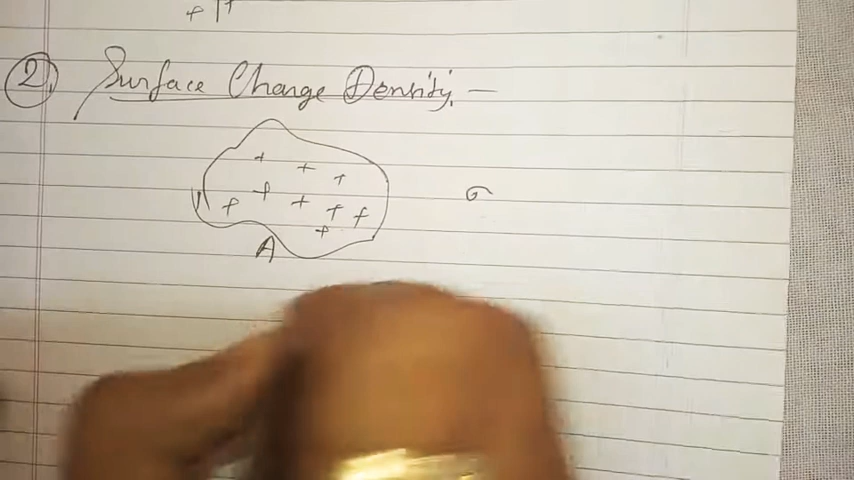 2. Surface Charge Density. —
σ
A